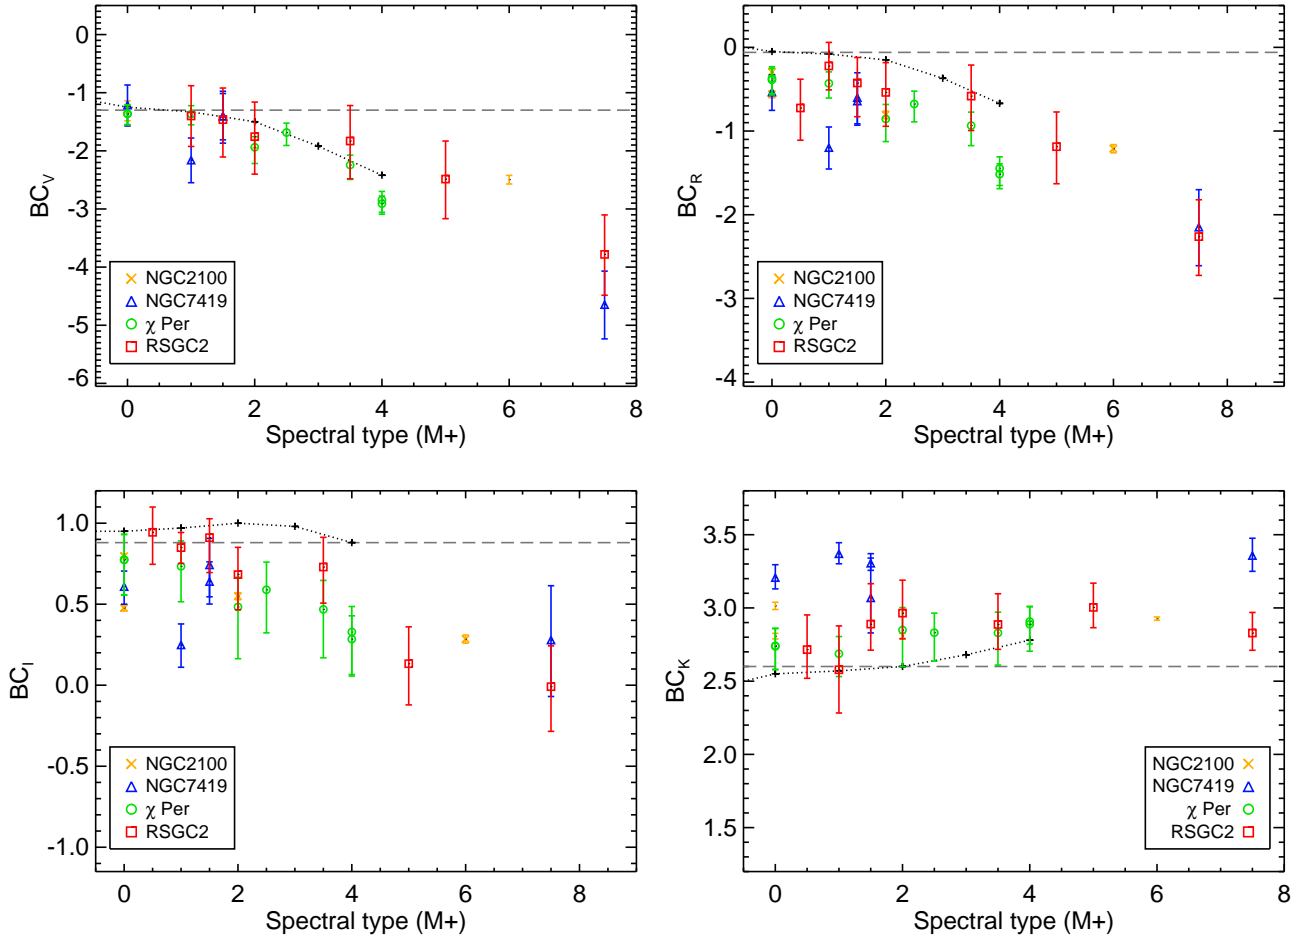 0
-1
-2
-3
-4
-5
-6
BC_V
NGC2100
NGC7419
χ Per
RSGC2
0 2 4 6 8
Spectral type (M+)
0
-1
-2
-3
-4
BC_R
NGC2100
NGC7419
χ Per
RSGC2
0 2 4 6 8
Spectral type (M+)
1.0
0.5
0.0
-0.5
-1.0
BC_I
NGC2100
NGC7419
χ Per
RSGC2
0 2 4 6 8
Spectral type (M+)
3.5
3.0
2.5
2.0
1.5
BC_K
NGC2100
NGC7419
χ Per
RSGC2
0 2 4 6 8
Spectral type (M+)